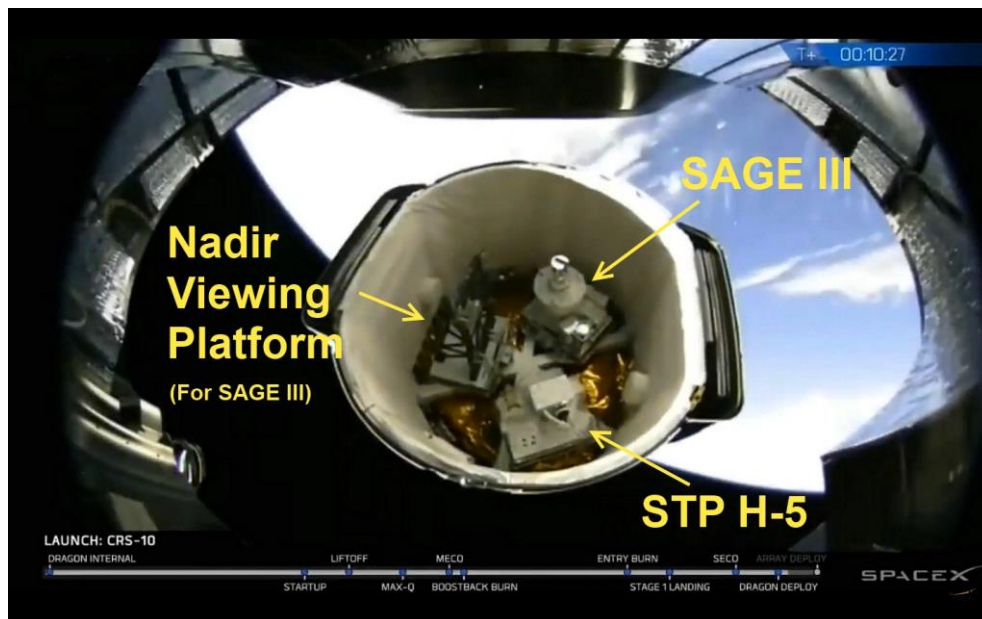 T+ 00:10:27
SAGE III
Nadir
Viewing
Platform
(For SAGE III)
STP H-5
LAUNCH: CRS-10
DRAGON INTERNAL
LIFTOFF
MECO
ENTRY BURN
SECO
ARRAY DEPLOY
STARTUP
MAX-Q
BOOSTBACK BURN
STAGE 1 LANDING
DRAGON DEPLOY
SPACEX